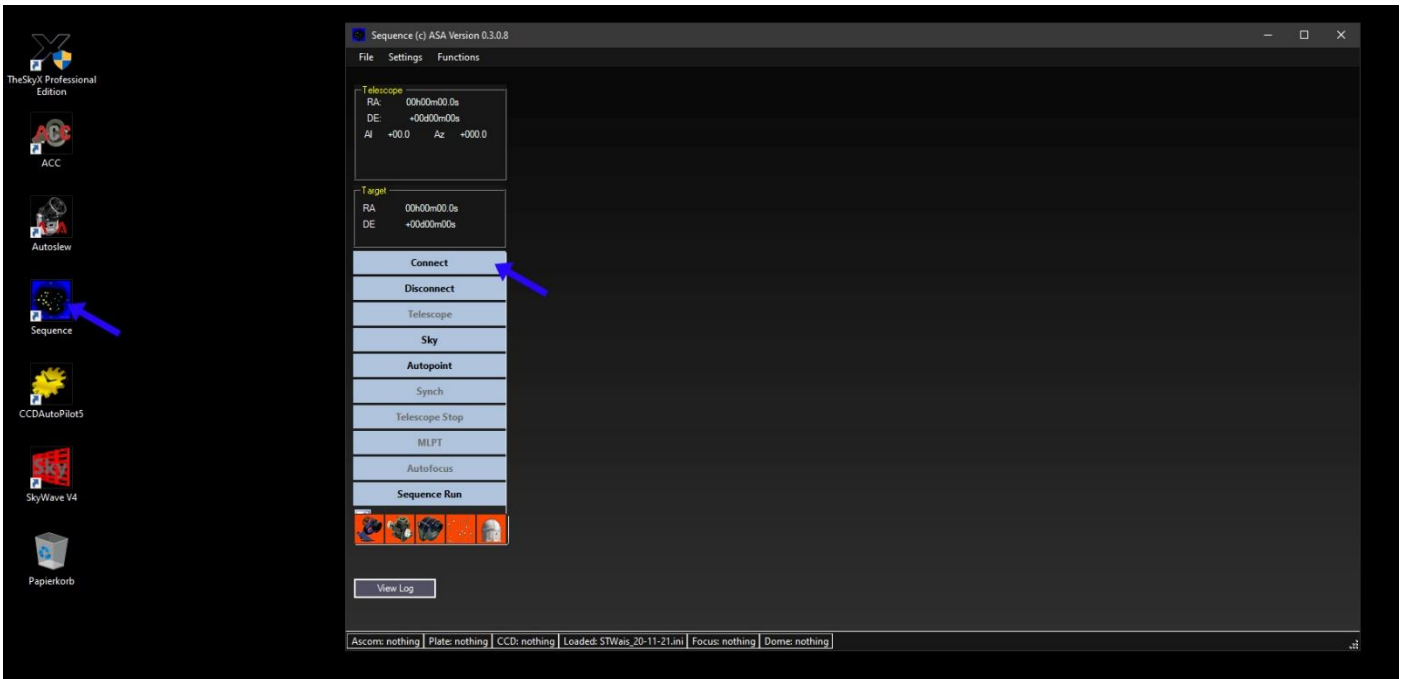 TheSkyX Professional
Edition
ACC
Autoslew
Sequence
CCDAutoPilot5
Sky
SkyWave V4
Papierkorb
Sequence (c) ASA Version 0.3.0.8
File Settings Functions
Telescope
RA: 00h00m00.0s
DE: +00d00m00s
Al +00.0 Az +000.0
Target
RA 00h00m00.0s
DE +00d00m00s
Connect
Disconnect
Telescope
Sky
Autopoint
Synch
Telescope Stop
MLPT
Autofocus
Sequence Run
View Log
Ascom: nothing Plate: nothing CCD: nothing Loaded: STWais_20-11-21.ini Focus: nothing Dome: nothing